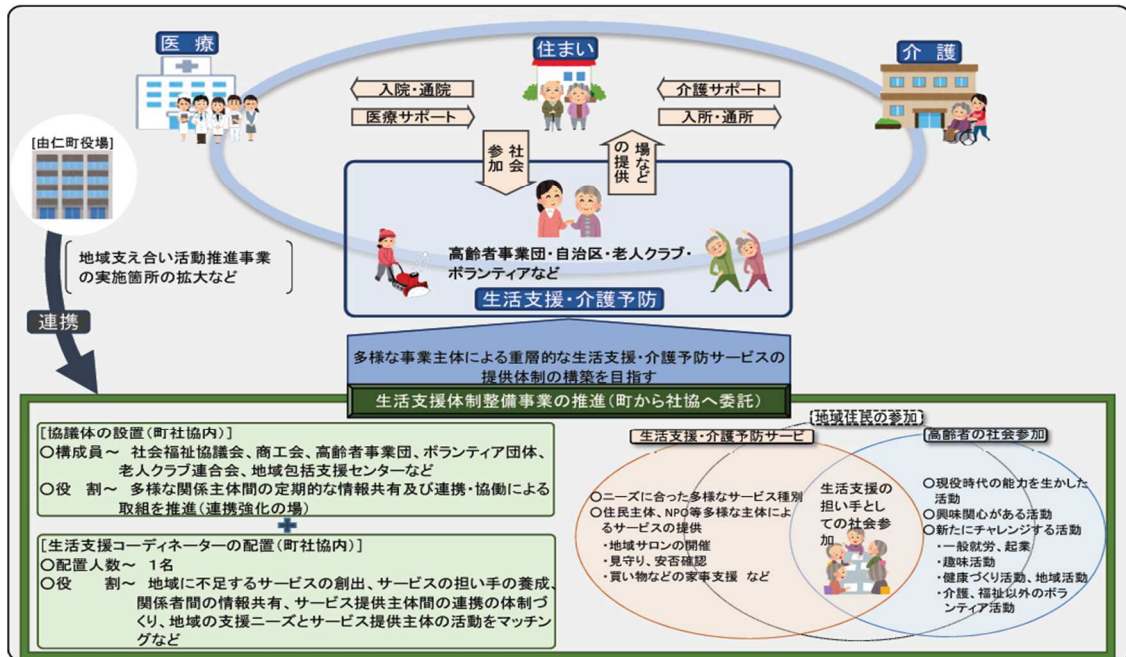 医 療
住まい
介 護
入院・通院
医療サポート
介護サポート
入所・通所
[由仁町役場]
社会
参加
場など
の提供
地域支え合い活動推進事業
の実施箇所の拡大など
連携
高齢者事業団・自治区・老人クラブ・
ボランティアなど
生活支援・介護予防
多様な事業主体による重層的な生活支援・介護予防サービスの
提供体制の構築を目指す
生活支援体制整備事業の推進(町から社協へ委託)
[協議体の設置(町社協内)]
○構成員～ 社会福祉協議会、商工会、高齢者事業団、ボランティア団体、
老人クラブ連合会、地域包括支援センターなど
○役 割～ 多様な関係主体間の定期的な情報共有及び連携・協働による
取組を推進(連携強化の場)
[生活支援コーディネーターの配置(町社協内)]
○配置人数～ 1名
○役 割～ 地域に不足するサービスの創出、サービスの担い手の養成、
関係者間の情報共有、サービス提供主体間の連携の体制づ
くり、地域の支援ニーズとサービス提供主体の活動をマッチン
グなど
地域住民の参加
生活支援・介護予防サービ
高齢者の社会参加
○ニーズに合った多様なサービス種別
○住民主体、NPO等多様な主体によ
るサービスの提供
・地域サロンの開催
・見守り、安否確認
・買い物などの家事支援 など
生活支援の
担い手とし
ての社会参
加
○現役時代の能力を生かした
活動
○興味関心がある活動
○新たにチャレンジする活動
・一般就労、起業
・趣味活動
・健康づくり活動、地域活動
・介護、福祉以外のボラ
ンティア活動